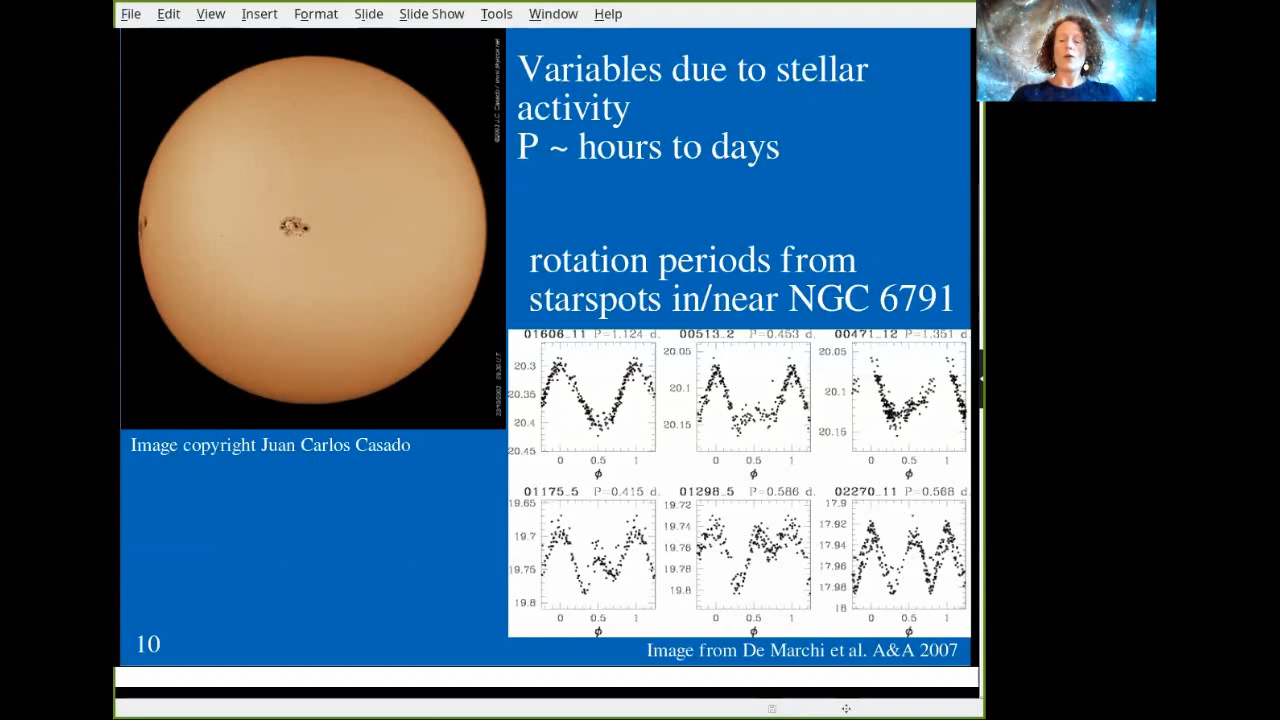 File Edit View Insert Format Slide Slide Show Tools Window Help
Variables due to stellar
activity
P ~ hours to days
rotation periods from
starspots in/near NGC 6791
01606_11 P=1.124 d. 00513_2 P=0.453 d. 00471_12 P=1.351 d.
20.3
20.35
20.4
20.45
0 0.5 1
ϕ
20.05
20.1
20.15
0 0.5 1
ϕ
20.05
20.1
20.15
0 0.5 1
ϕ
01175_5 P=0.415 d. 01298_5 P=0.586 d. 02270_11 P=0.568 d.
19.65
19.7
19.75
19.8
0 0.5 1
ϕ
19.72
19.74
19.76
19.78
19.8
0 0.5 1
ϕ
17.9
17.92
17.94
17.96
17.98
18
0 0.5 1
ϕ
Image copyright Juan Carlos Casado
10
Image from De Marchi et al. A&A 2007